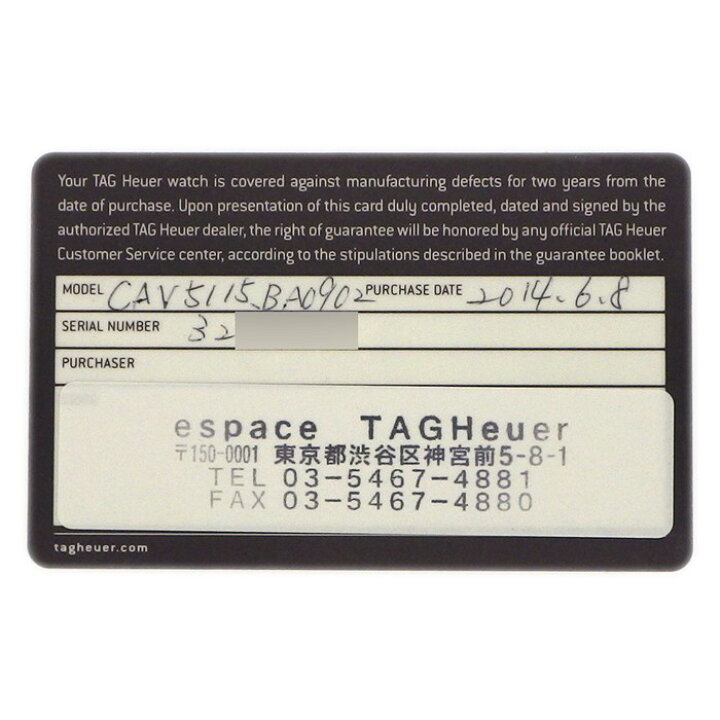 Your TAG Heuer watch is covered against manufacturing defects for two years from the
date of purchase. Upon presentation of this card duly completed, dated and signed by the
authorized TAG Heuer dealer, the right of guarantee will be honored by any official TAG Heuer
Customer Service center, according to the stipulations described in the guarantee booklet.
MODEL CAV5115.BA0902 PURCHASE DATE 2014.6.8
SERIAL NUMBER 32
PURCHASER
espace TAGHeuer
〒150-0001 東京都渋谷区神宮前5-8-1
TEL 03-5467-4881
FAX 03-5467-4880
tagheuer.com